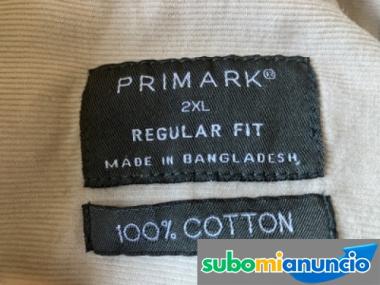 PRIMARK®
2XL
REGULAR FIT
MADE IN BANGLADESH
100% COTTON
subomianuncio